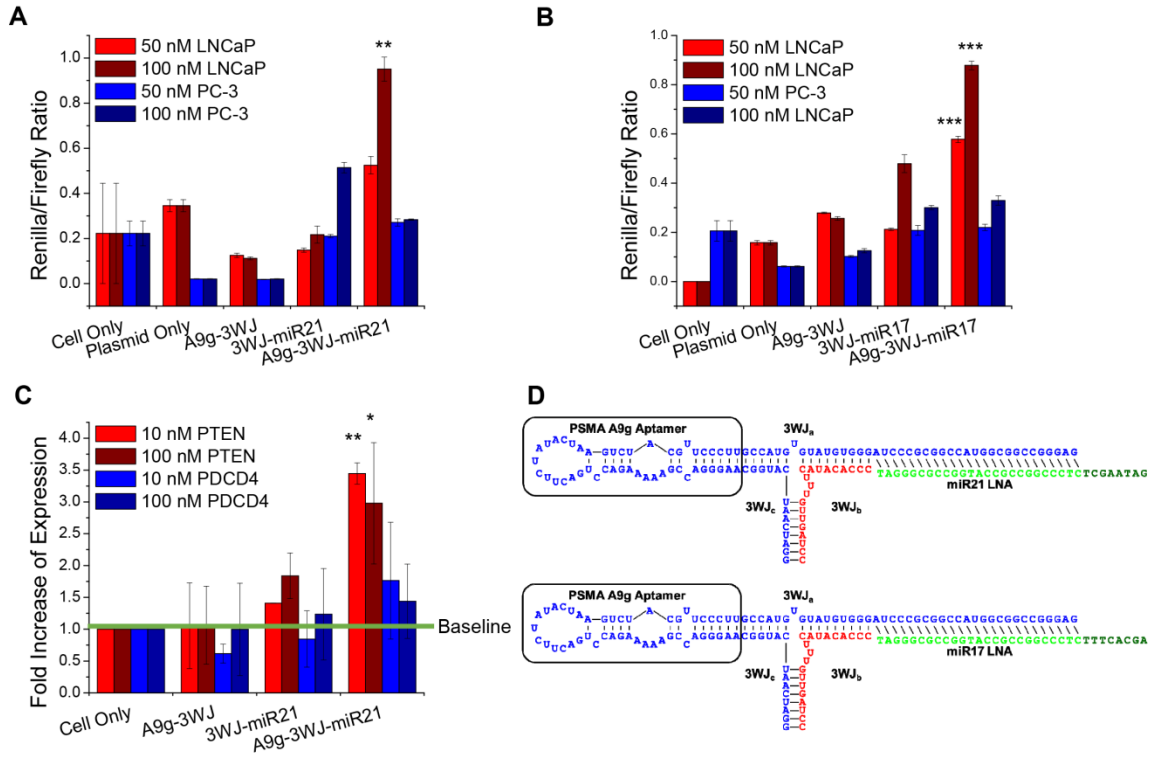 A
50 nM LNCaP
100 nM LNCaP
50 nM PC-3
100 nM PC-3
**
Renilla/Firefly Ratio
1.0
0.8
0.6
0.4
0.2
0.0
Cell Only
Plasmid Only
A9g-3WJ
3WJ-miR21
A9g-3WJ-miR21
B
50 nM LNCaP
100 nM LNCaP
50 nM PC-3
100 nM LNCaP
***
***
Renilla/Firefly Ratio
1.0
0.8
0.6
0.4
0.2
0.0
Cell Only
Plasmid Only
A9g-3WJ
3WJ-miR17
A9g-3WJ-miR17
C
10 nM PTEN
100 nM PTEN
10 nM PDCD4
100 nM PDCD4
**
*
Fold Increase of Expression
4.0
3.5
3.0
2.5
2.0
1.5
1.0
0.5
0.0
Baseline
Cell Only
A9g-3WJ
3WJ-miR21
A9g-3WJ-miR21
D
PSMA A9g Aptamer
3WJa
GUAUGUGGGAUCCCGCGGCCAUGGCGGCCGGGAG
CAUACACCC
TAGGGCGCCGGTACCGCCGGCCCTCTCGAATAG
miR21 LNA
3WJc
3WJb
PSMA A9g Aptamer
3WJa
GUAUGUGGGAUCCCGCGGCCAUGGCGGCCGGGAG
CAUACACCC
TAGGGCGCCGGTACCGCCGGCCCTCTTTCACGA
miR17 LNA
3WJc
3WJb